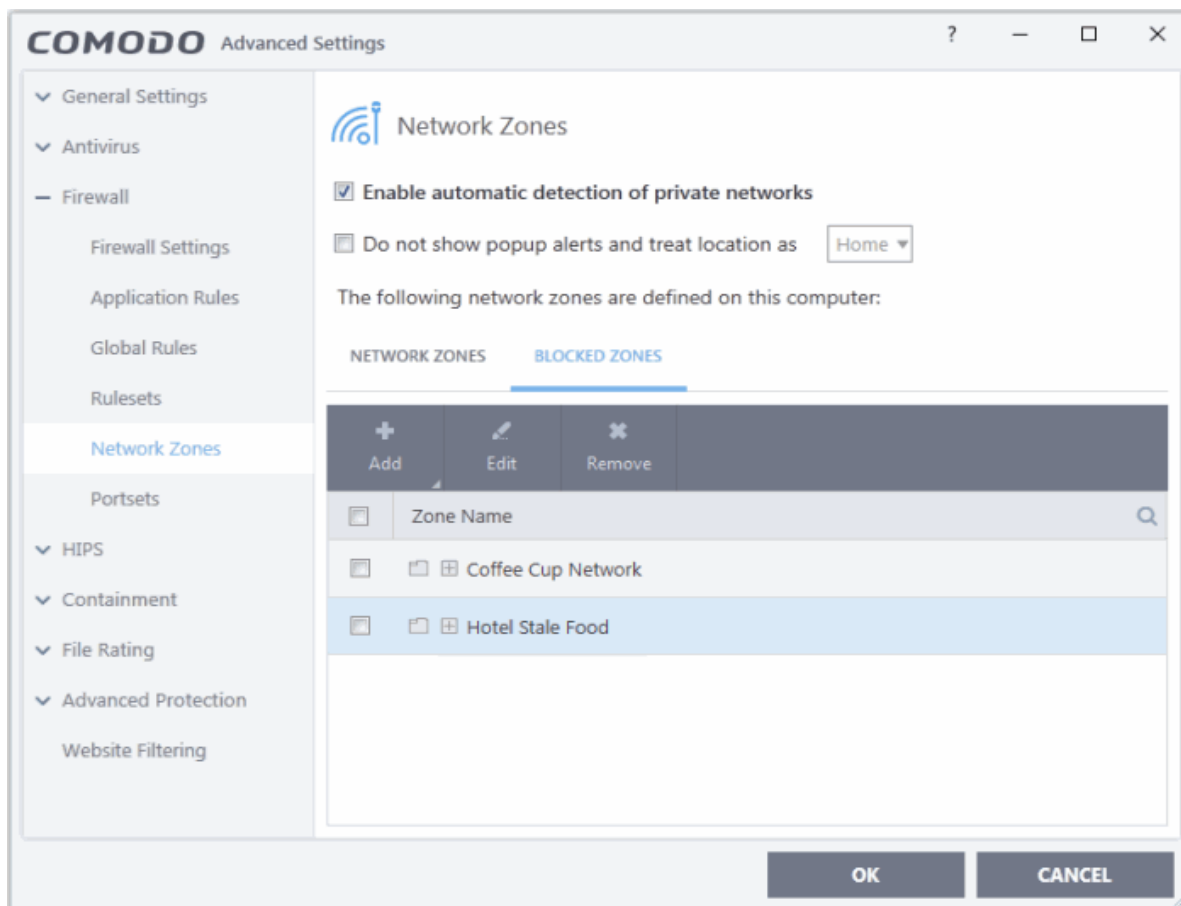 COMODO Advanced Settings ?
General Settings
Antivirus
Firewall
Firewall Settings
Application Rules
Global Rules
Rulesets
Network Zones
Portsets
HIPS
Containment
File Rating
Advanced Protection
Website Filtering
Network Zones
Enable automatic detection of private networks
Do not show popup alerts and treat location as Home
The following network zones are defined on this computer:
NETWORK ZONES BLOCKED ZONES
Add Edit Remove
Zone Name
Coffee Cup Network
Hotel Stale Food
OK CANCEL